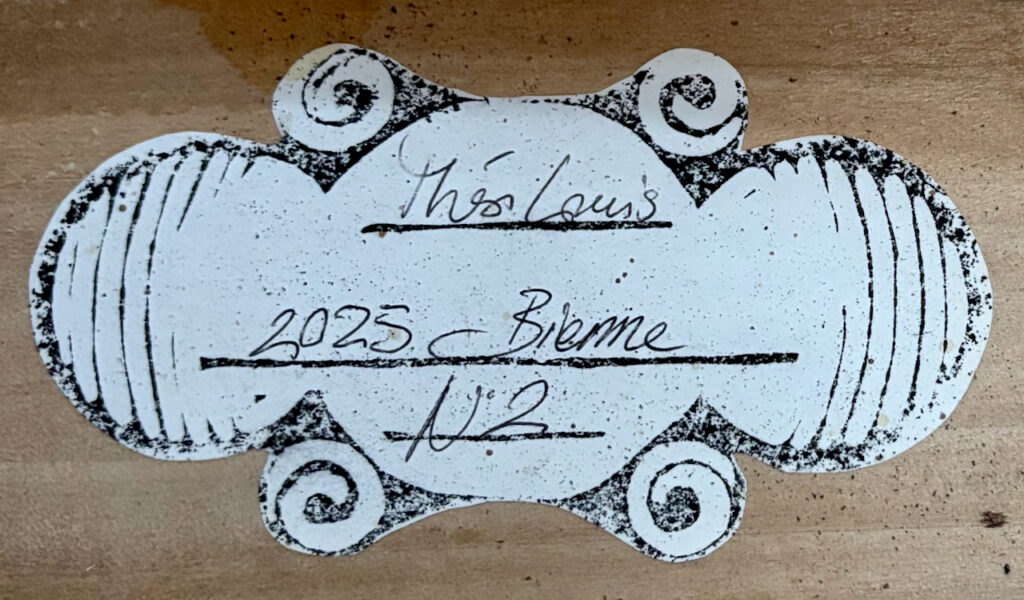 Théo Louis
2025 - Bienne
N°2